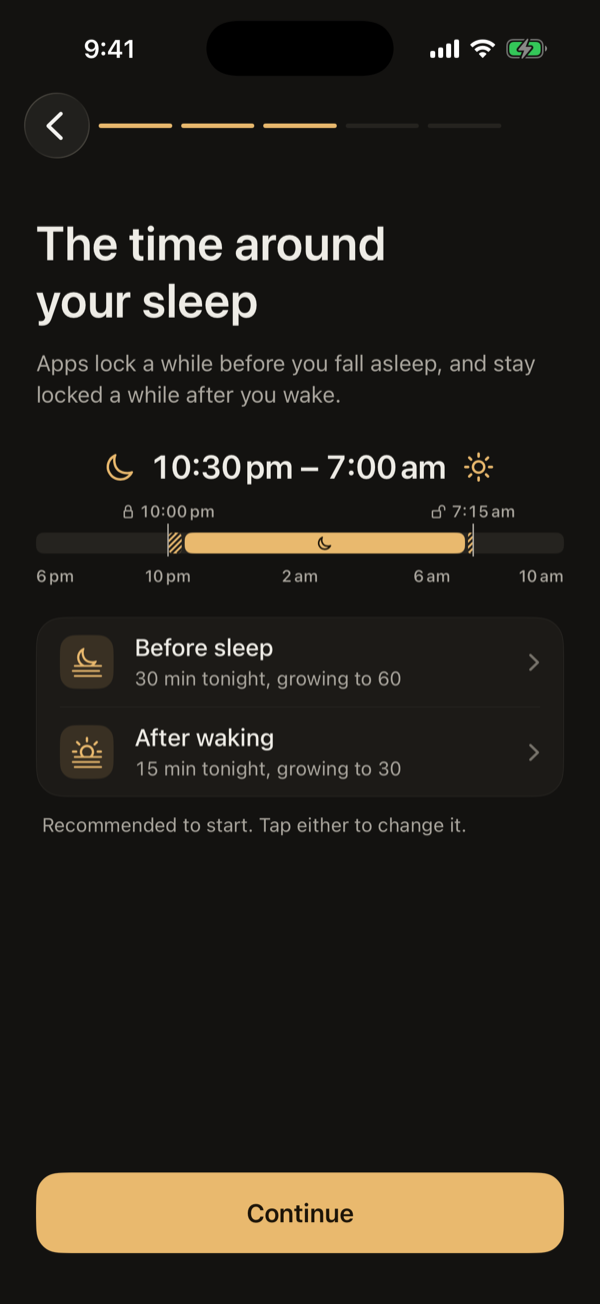 9:41
The time around
your sleep
Apps lock a while before you fall asleep, and stay
locked a while after you wake.
10:30 pm – 7:00 am
10:00 pm 7:15 am
6 pm 10 pm 2 am 6 am 10 am
Before sleep
30 min tonight, growing to 60
After waking
15 min tonight, growing to 30
Recommended to start. Tap either to change it.
Continue